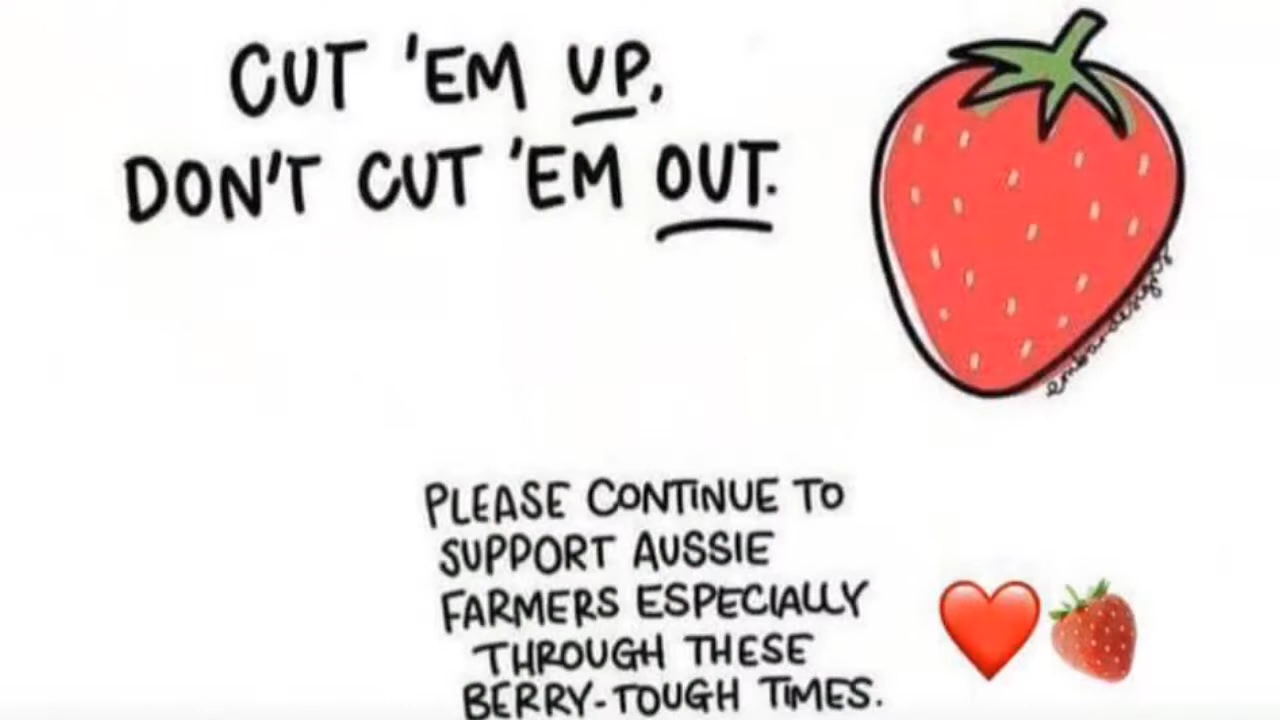 CUT 'EM UP,
DON'T CUT 'EM OUT.
PLEASE CONTINUE TO
SUPPORT AUSSIE
FARMERS ESPECIALLY
THROUGH THESE
BERRY-TOUGH TIMES.